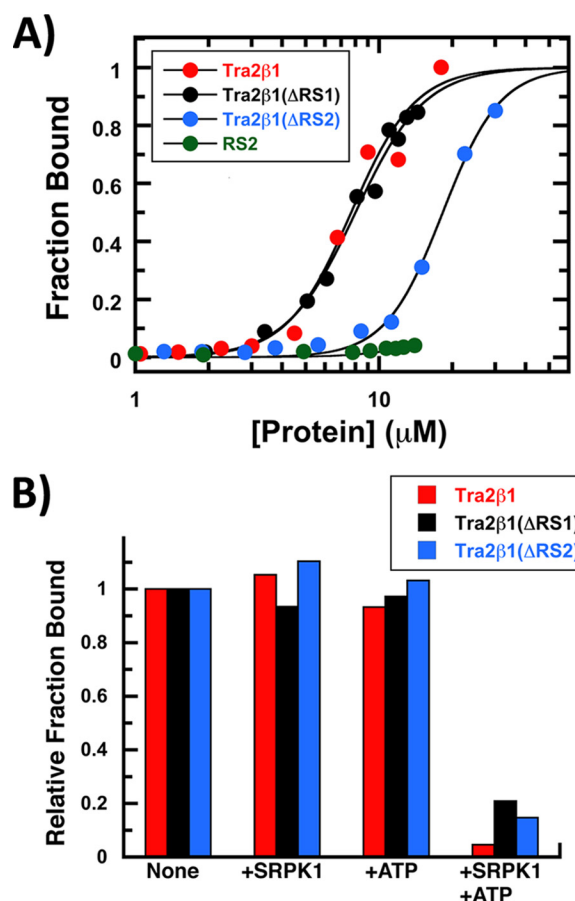 A)
Tra2β1
Tra2β1(ΔRS1)
Tra2β1(ΔRS2)
RS2
1
0.8
0.6
0.4
0.2
0
Fraction Bound
1
10
[Protein] (μM)
B)
Tra2β1
Tra2β1(ΔRS1)
Tra2β1(ΔRS2)
1
0.8
0.6
0.4
0.2
0
Relative Fraction Bound
None
+SRPK1
+ATP
+SRPK1
+ATP